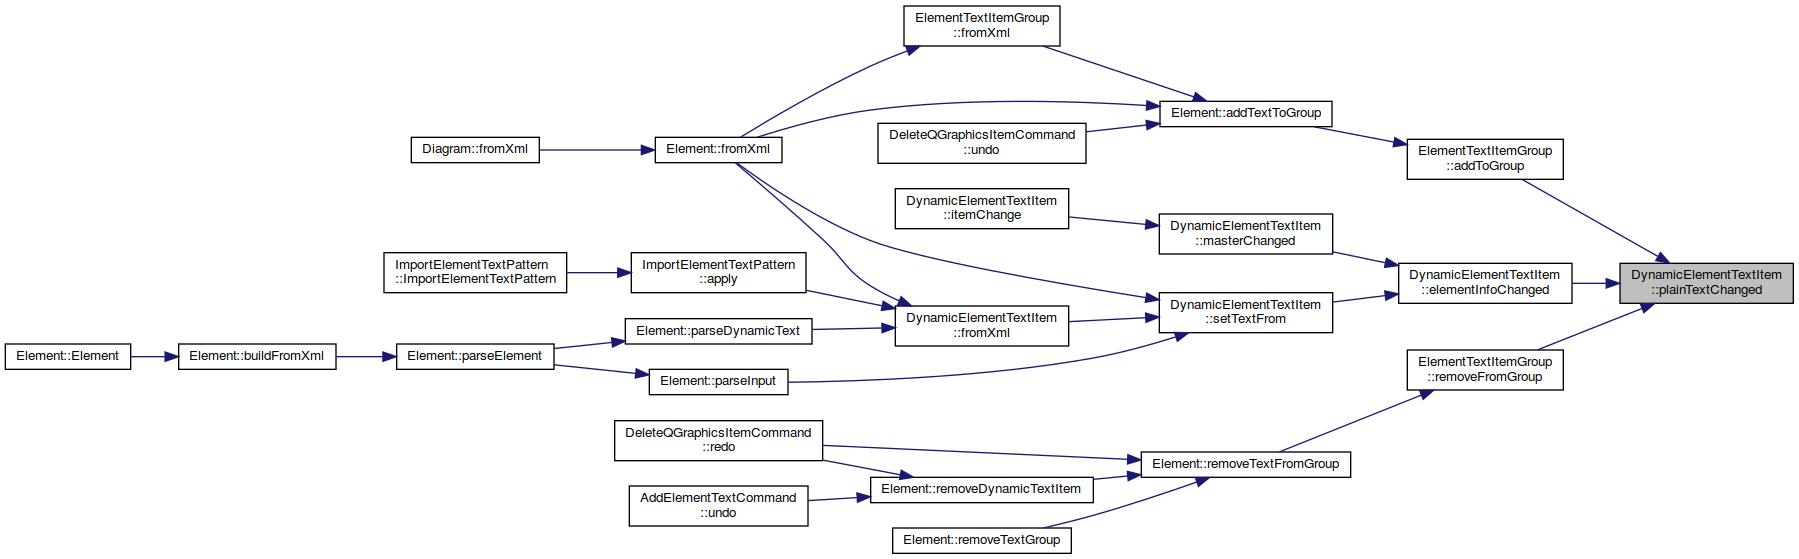 ElementTextItemGroup
::fromXml
Element::addTextToGroup
DeleteQGraphicsItemCommand
::undo
Diagram::fromXml
Element::fromXml
ElementTextItemGroup
::addToGroup
DynamicElementTextItem
::itemChange
DynamicElementTextItem
::masterChanged
ImportElementTextPattern
::ImportElementTextPattern
ImportElementTextPattern
::apply
DynamicElementTextItem
::elementInfoChanged
DynamicElementTextItem
::plainTextChanged
DynamicElementTextItem
::fromXml
DynamicElementTextItem
::setTextFrom
Element::parseDynamicText
Element::Element
Element::buildFromXml
Element::parseElement
Element::parseInput
ElementTextItemGroup
::removeFromGroup
DeleteQGraphicsItemCommand
::redo
Element::removeTextFromGroup
Element::removeDynamicTextItem
AddElementTextCommand
::undo
Element::removeTextGroup